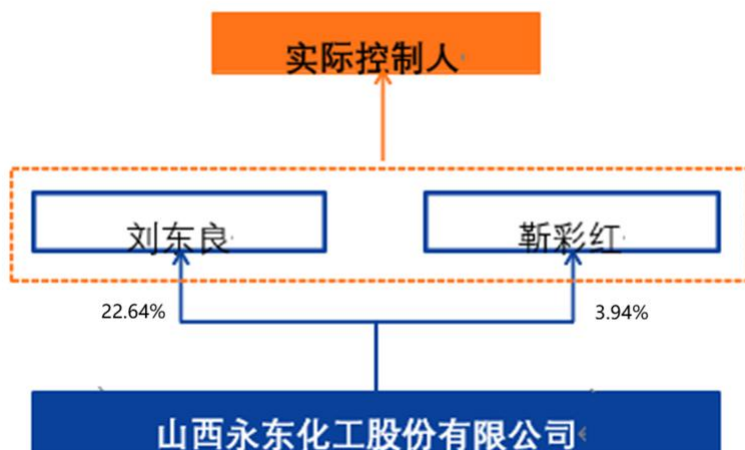 实际控制人
刘东良
靳彩红
22.64%
3.94%
山西永东化工股份有限公司